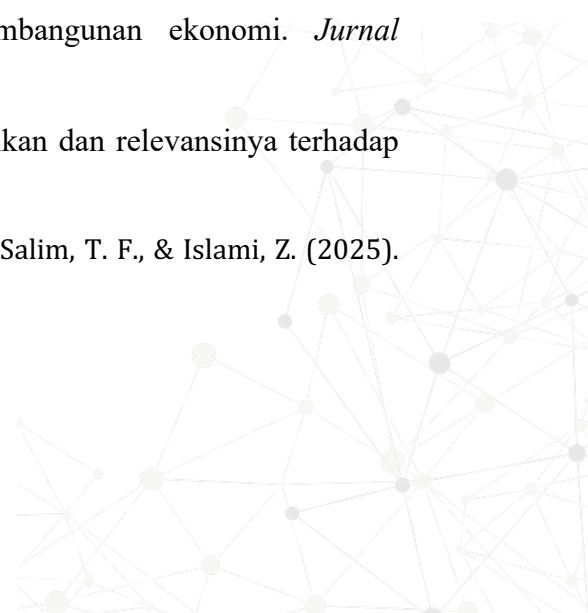 mbangunan ekonomi. Jurnal
kan dan relevansinya terhadap
Salim, T. F., & Islami, Z. (2025).